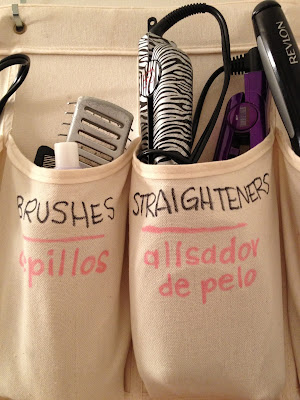 BRUSHES
epillos
STRAIGHTENERS
alisador
de pelo
REVLON